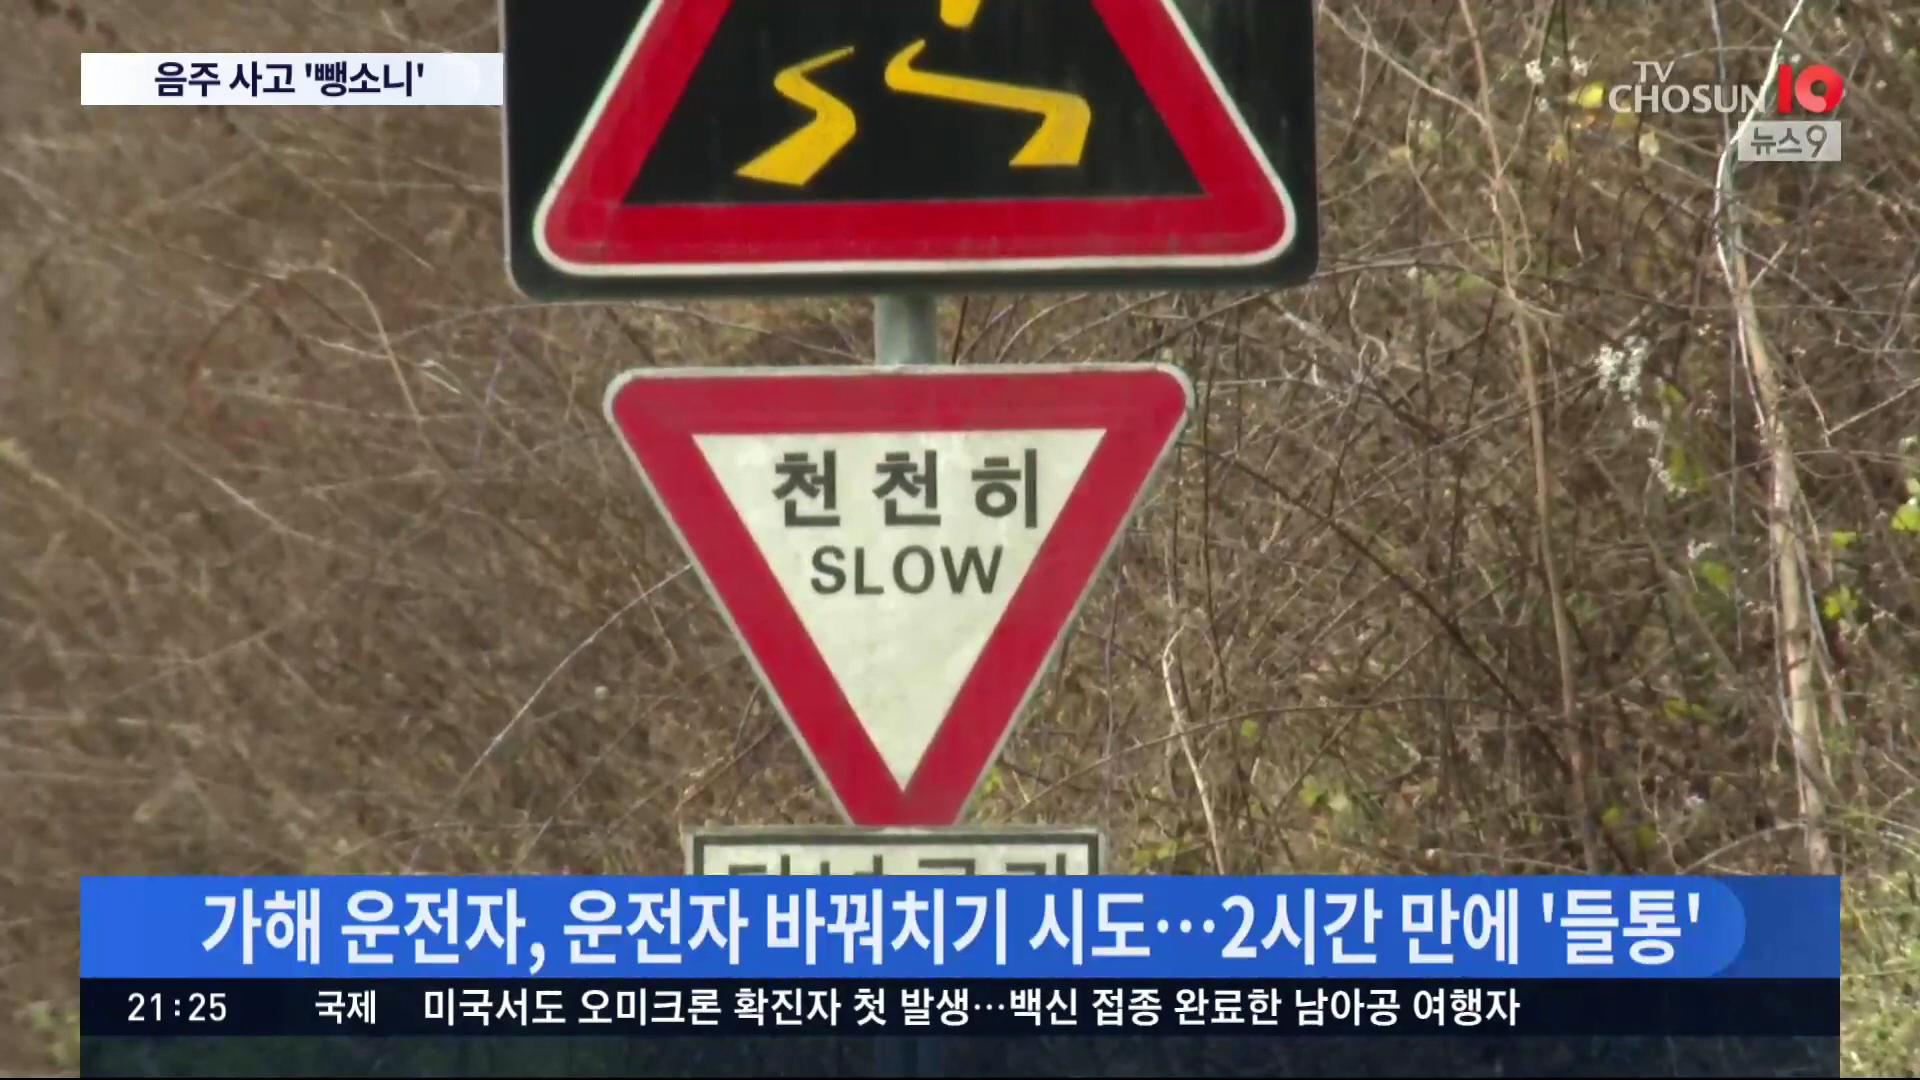 음주 사고 '뺑소니'
TV
CHOSUN 19
뉴스9
천천히
SLOW
가해 운전자, 운전자 바꿔치기 시도…2시간 만에 '들통'
21:25 국제 미국서도 오미크론 확진자 첫 발생…백신 접종 완료한 남아공 여행자